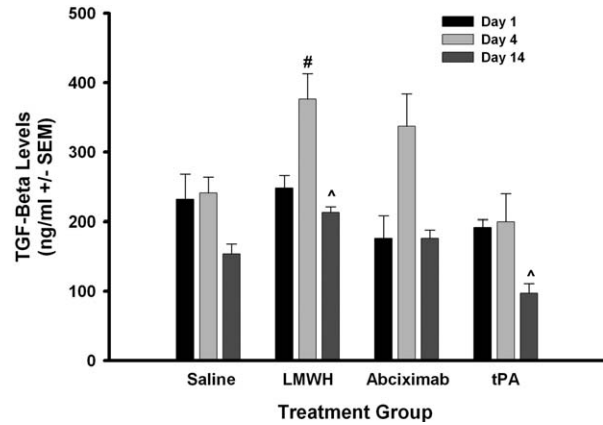 500
400
300
200
100
0
TGF-Beta Levels
(ng/ml +/- SEM)
Day 1
Day 4
Day 14
#
^
^
Saline LMWH Abciximab tPA
Treatment Group